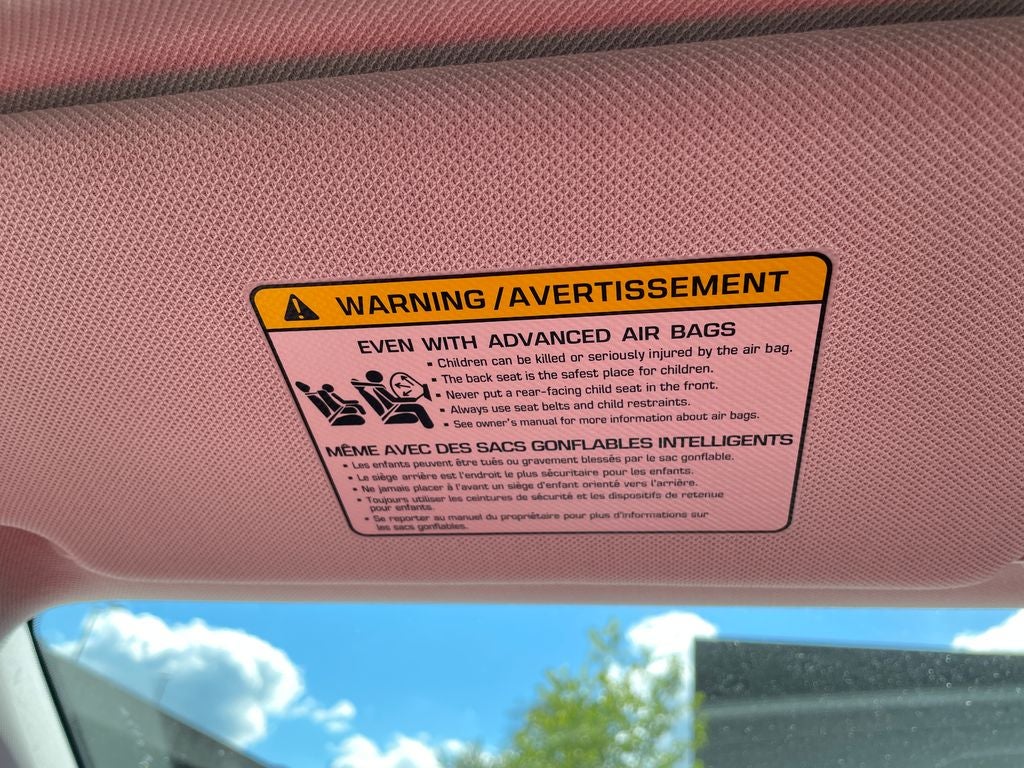 WARNING / AVERTISSEMENT
EVEN WITH ADVANCED AIR BAGS
▪ Children can be killed or seriously injured by the air bag.
▪ The back seat is the safest place for children.
▪ Never put a rear-facing child seat in the front.
▪ Always use seat belts and child restraints.
▪ See owner's manual for more information about air bags.
MÊME AVEC DES SACS GONFLABLES INTELLIGENTS
▪ Les enfants peuvent être tués ou gravement blessés par le sac gonflable.
▪ Le siège arrière est l'endroit le plus sécuritaire pour les enfants.
▪ Ne jamais placer à l'avant un siège d'enfant orienté vers l'arrière.
▪ Toujours utiliser les ceintures de sécurité et les dispositifs de retenue
pour enfants.
▪ Se reporter au manuel du propriétaire pour plus d'informations sur
les sacs gonflables.